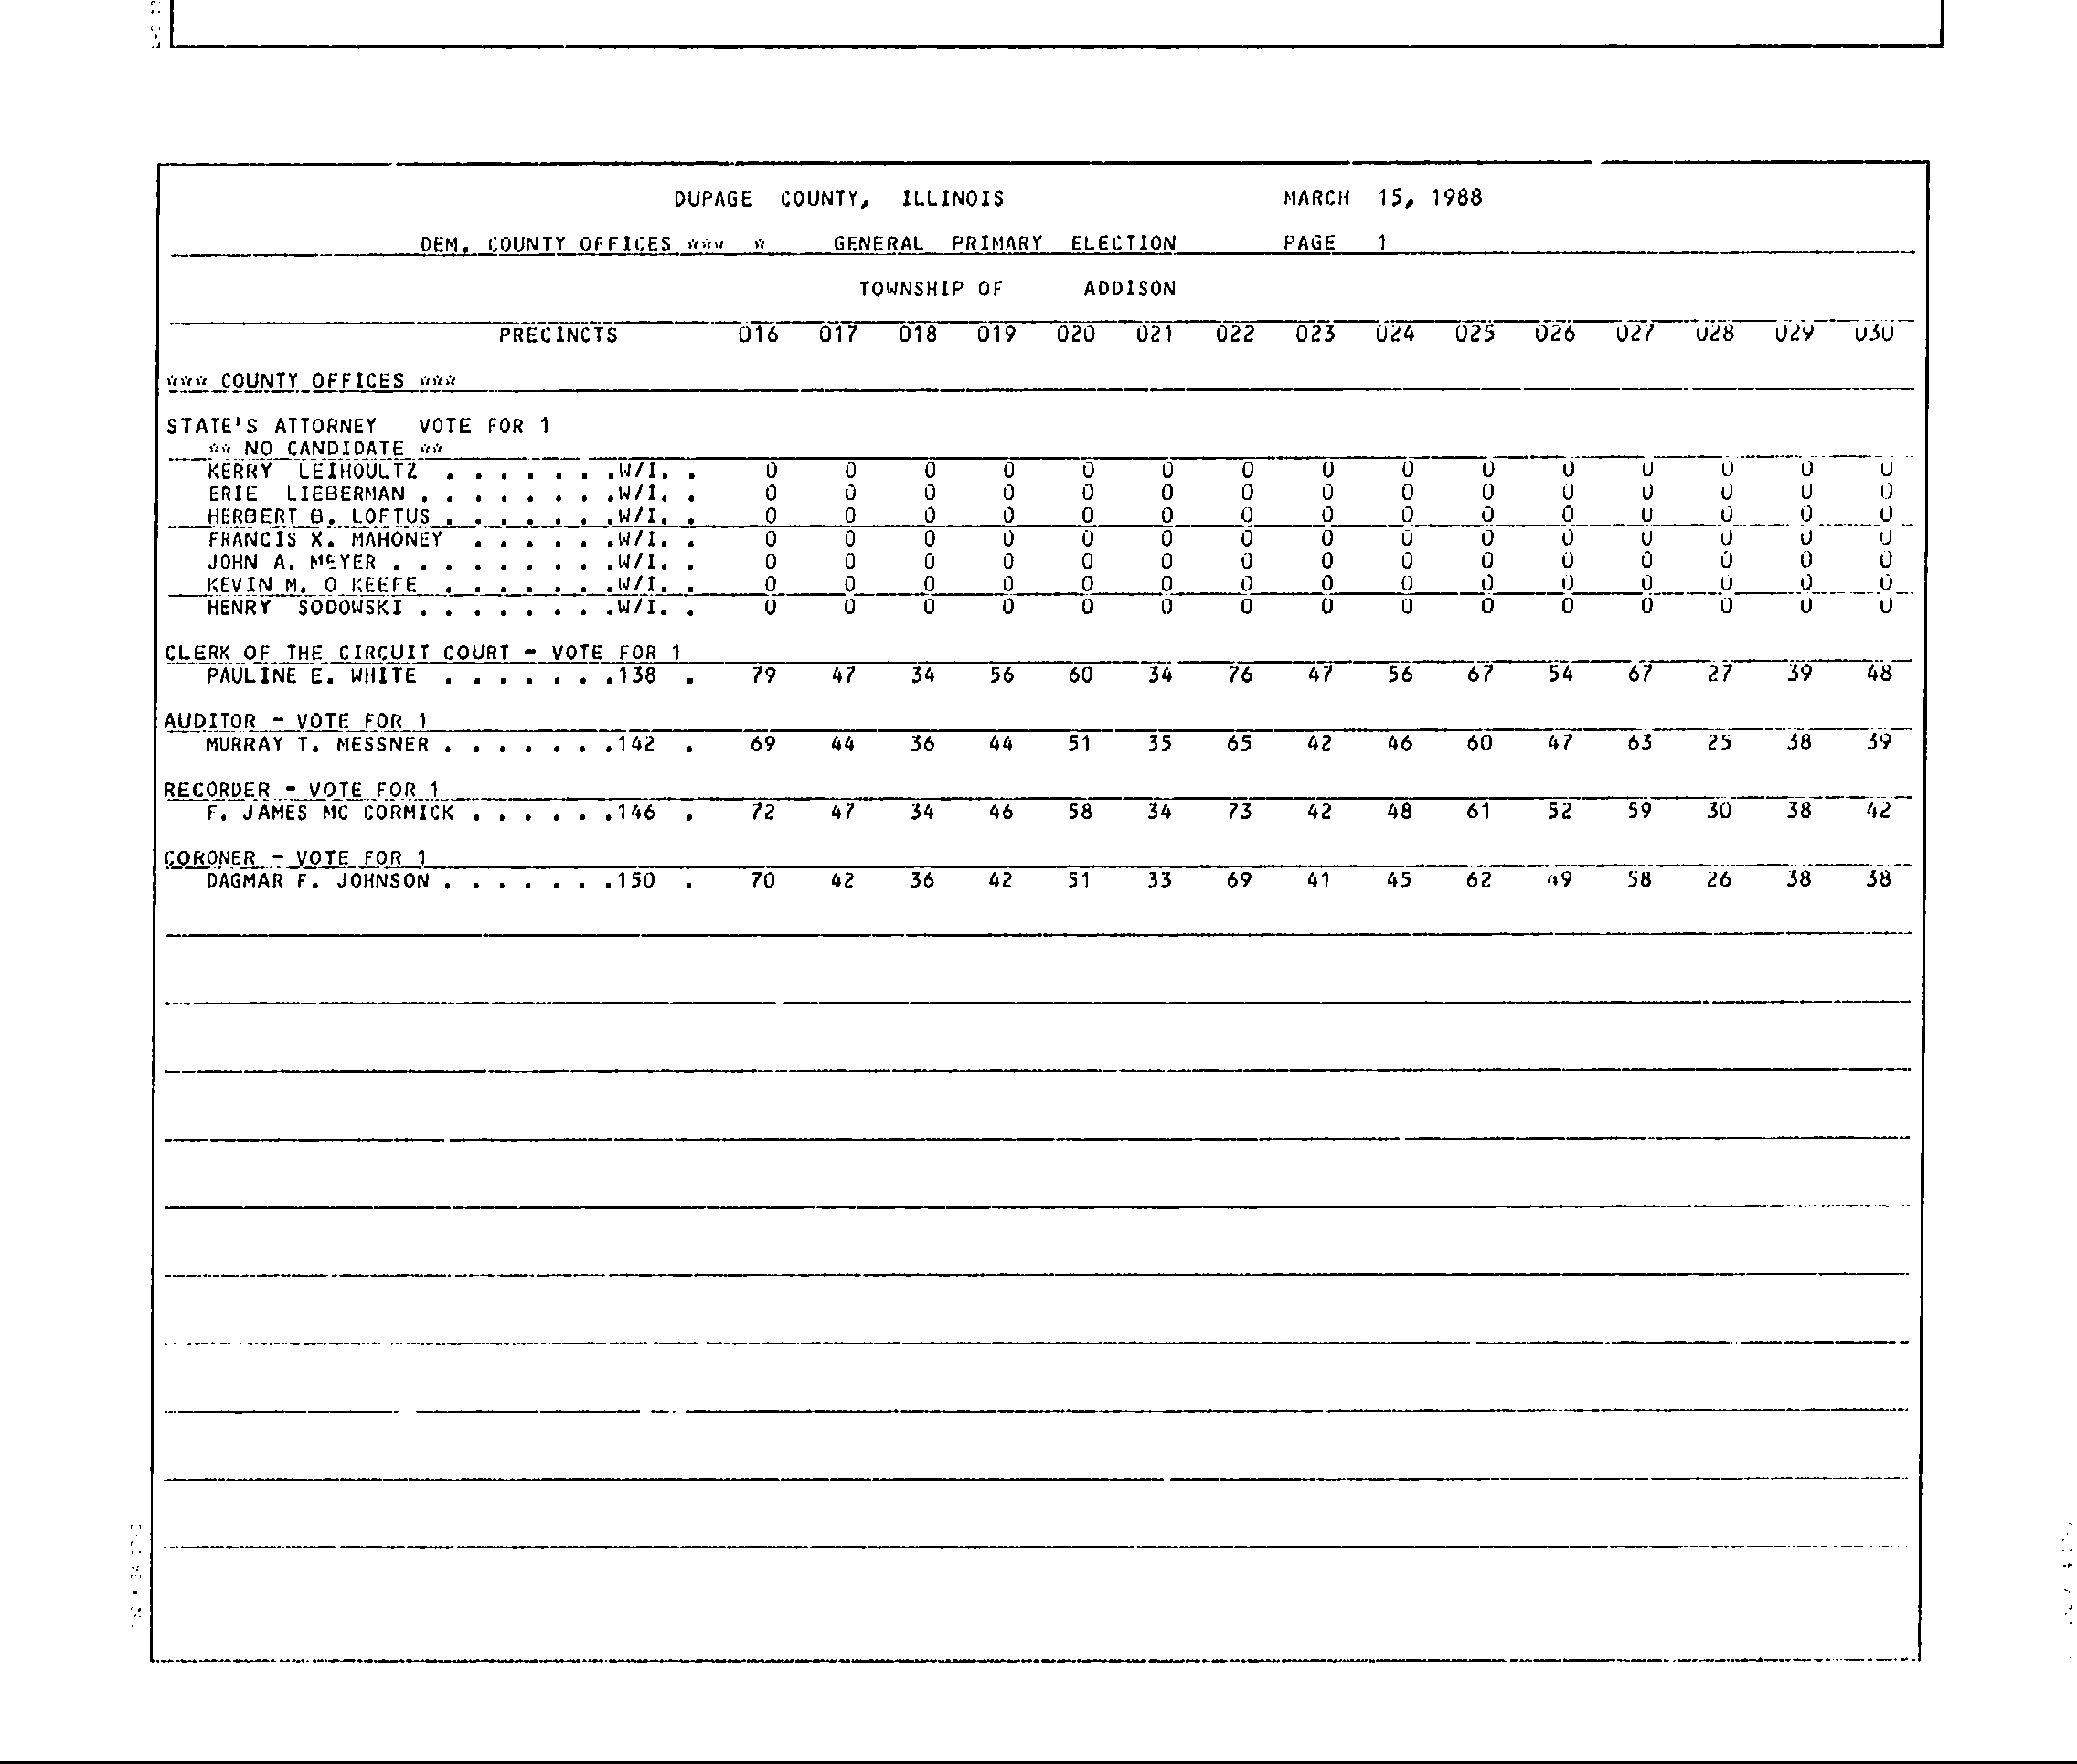 DUPAGE COUNTY, ILLINOIS MARCH 15, 1988
DEM. COUNTY OFFICES *** * GENERAL PRIMARY ELECTION PAGE 1
TOWNSHIP OF ADDISON
PRECINCTS 016 017 018 019 020 021 022 023 024 025 026 027 028 029 030
*** COUNTY OFFICES ***
STATE'S ATTORNEY VOTE FOR 1
** NO CANDIDATE **
KERRY LEIHOULTZ . . . . . . .W/I. . 0 0 0 0 0 0 0 0 0 0 0 0 0 0 0
ERIE LIEBERMAN . . . . . . . .W/I. . 0 0 0 0 0 0 0 0 0 0 0 0 0 0 0
HERBERT B. LOFTUS . . . . . . .W/I. . 0 0 0 0 0 0 0 0 0 0 0 0 0 0 0
FRANCIS X. MAHONEY . . . . . .W/I. . 0 0 0 0 0 0 0 0 0 0 0 0 0 0 0
JOHN A. MEYER . . . . . . . . .W/I. . 0 0 0 0 0 0 0 0 0 0 0 0 0 0 0
KEVIN M. O KEEFE . . . . . . .W/I. . 0 0 0 0 0 0 0 0 0 0 0 0 0 0 0
HENRY SODOWSKI . . . . . . . .W/I. . 0 0 0 0 0 0 0 0 0 0 0 0 0 0 0
CLERK OF THE CIRCUIT COURT - VOTE FOR 1
PAULINE E. WHITE . . . . . . .138 . 79 47 34 56 60 34 76 47 56 67 54 67 27 39 48
AUDITOR - VOTE FOR 1
MURRAY T. MESSNER . . . . . . .142 . 69 44 36 44 51 35 65 42 46 60 47 63 25 38 39
RECORDER - VOTE FOR 1
F. JAMES MC CORMICK . . . . . .146 . 72 47 34 46 58 34 73 42 48 61 52 59 30 38 42
CORONER - VOTE FOR 1
DAGMAR F. JOHNSON . . . . . . .150 . 70 42 36 42 51 33 69 41 45 62 49 58 26 38 38